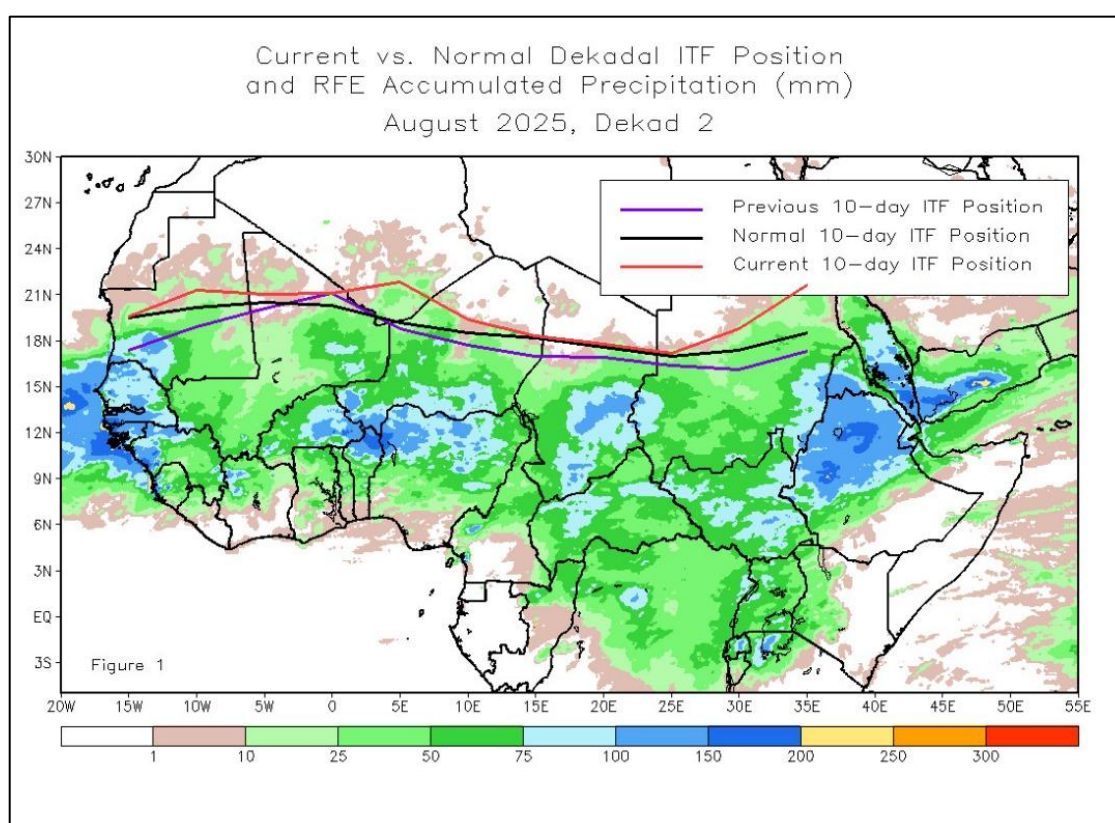 Current vs. Normal Dekadal ITF Position
and RFE Accumulated Precipitation (mm)
August 2025, Dekad 2
30N
27N
24N
21N
18N
15N
12N
9N
6N
3N
EQ
3S
Previous 10-day ITF Position
Normal 10-day ITF Position
Current 10-day ITF Position
Figure 1
20W 15W 10W 5W 0 5E 10E 15E 20E 25E 30E 35E 40E 45E 50E 55E
1 10 25 50 75 100 150 200 250 300